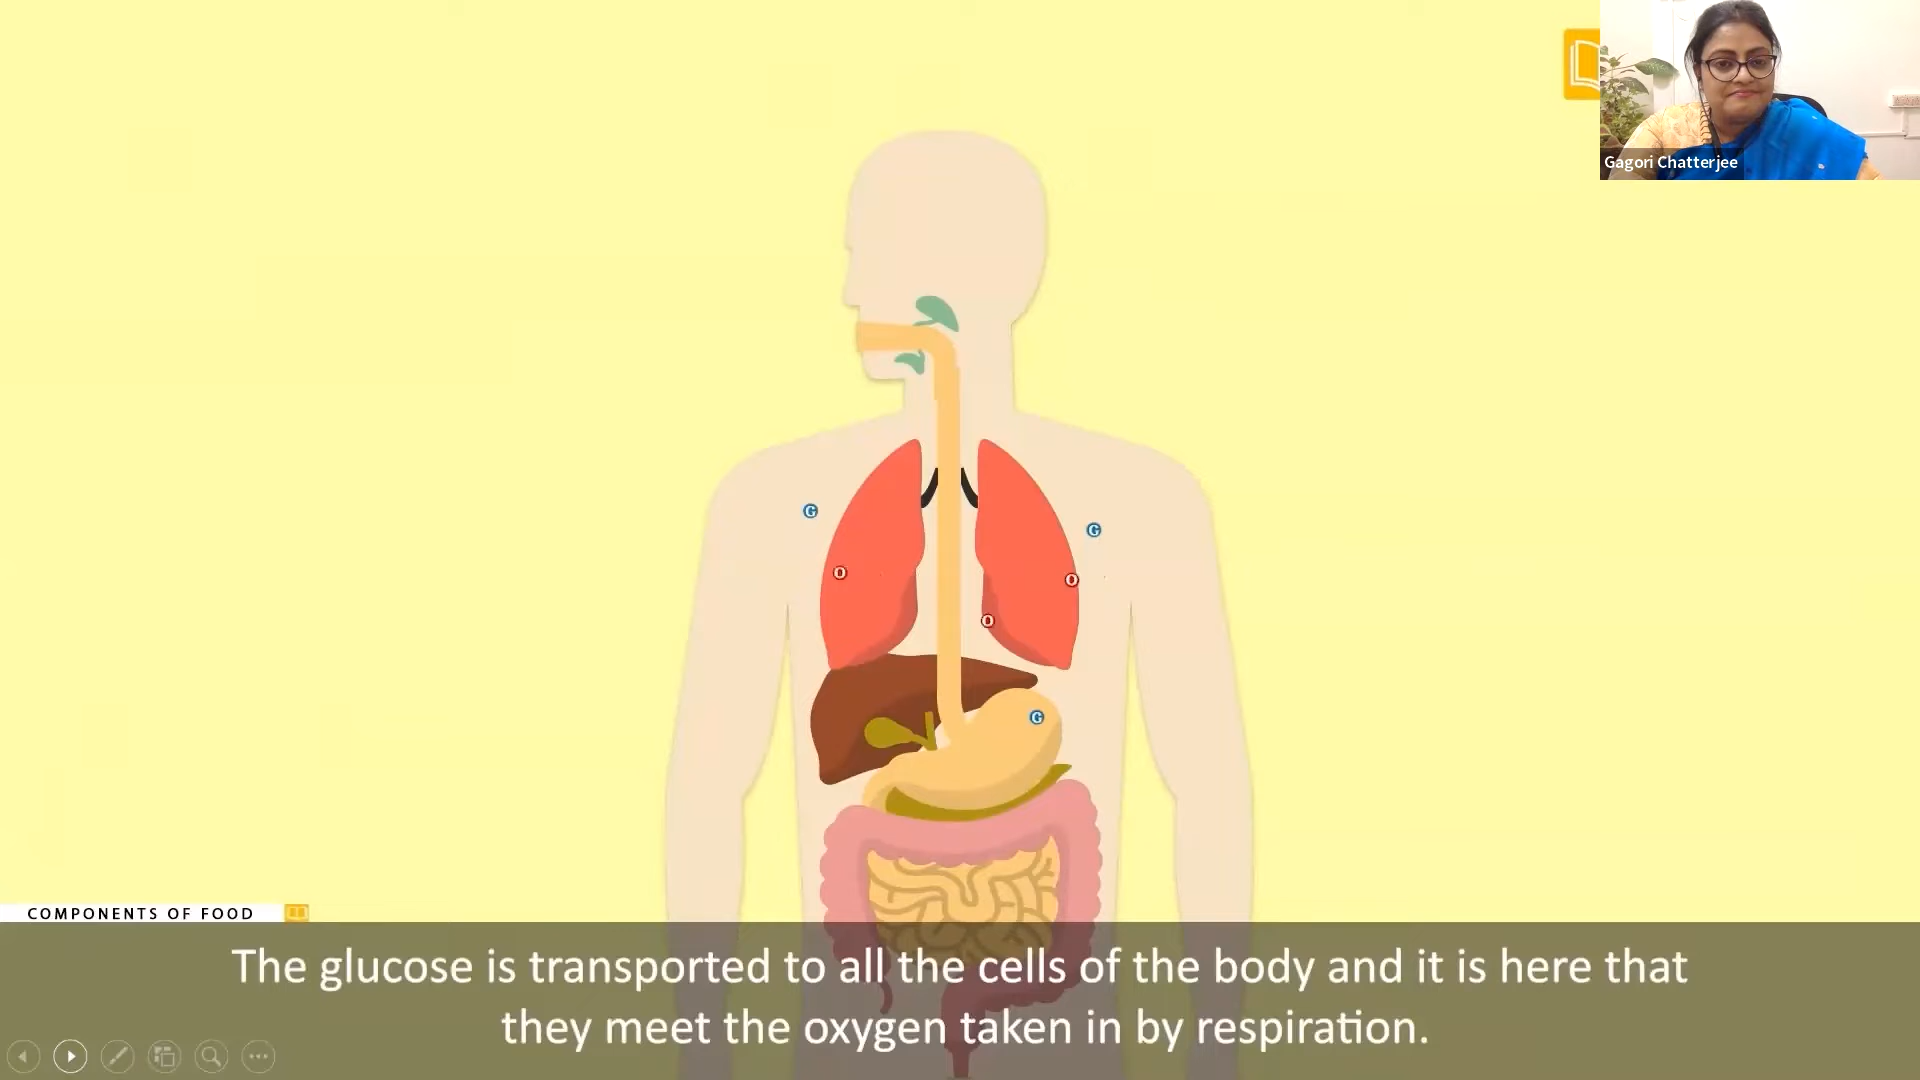 Gagori Chatterjee
G
G
O
O
O
G
COMPONENTS OF FOOD
The glucose is transported to all the cells of the body and it is here that
they meet the oxygen taken in by respiration.